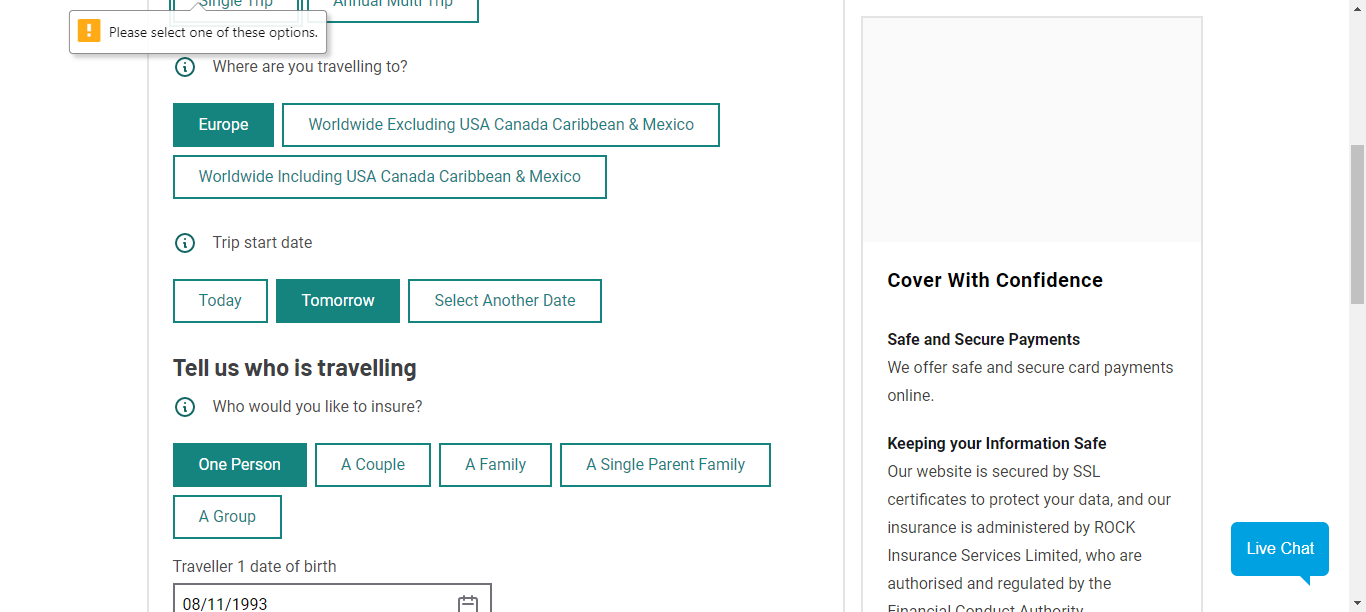 Single Trip
Annual Multi Trip
Please select one of these options.
Where are you travelling to?
Europe
Worldwide Excluding USA Canada Caribbean & Mexico
Worldwide Including USA Canada Caribbean & Mexico
Trip start date
Today
Tomorrow
Select Another Date
Tell us who is travelling
Who would you like to insure?
One Person
A Couple
A Family
A Single Parent Family
A Group
Traveller 1 date of birth
08/11/1993
Cover With Confidence
Safe and Secure Payments
We offer safe and secure card payments
online.
Keeping your Information Safe
Our website is secured by SSL
certificates to protect your data, and our
insurance is administered by ROCK
Insurance Services Limited, who are
authorised and regulated by the
Financial Conduct Authority
Live Chat